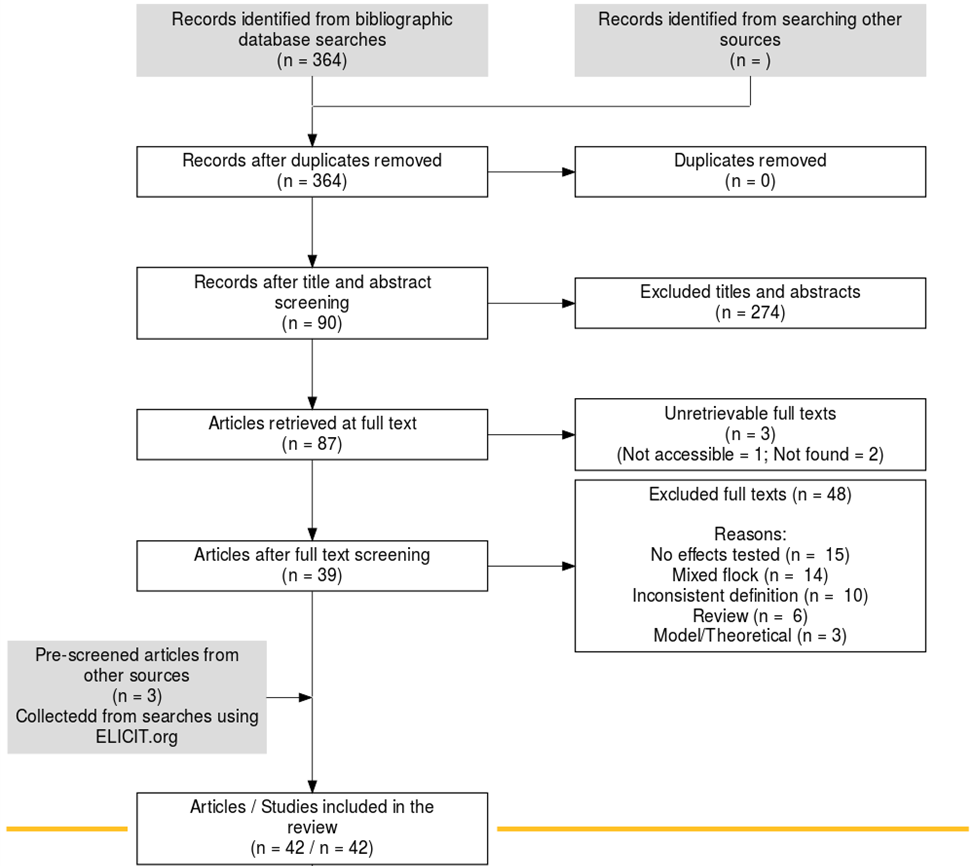 Records identified from bibliographic
database searches
(n = 364)
Records identified from searching other
sources
(n = )
Records after duplicates removed
(n = 364)
Duplicates removed
(n = 0)
Records after title and abstract
screening
(n = 90)
Excluded titles and abstracts
(n = 274)
Articles retrieved at full text
(n = 87)
Unretrievable full texts
(n = 3)
(Not accessible = 1; Not found = 2)
Articles after full text screening
(n = 39)
Excluded full texts (n = 48)
Reasons:
No effects tested (n =  15)
Mixed flock (n =  14)
Inconsistent definition (n =  10)
Review (n =  6)
Model/Theoretical (n = 3)
Pre-screened articles from
other sources
(n = 3)
Collectedd from searches using
ELICIT.org
Articles / Studies included in the
review
(n = 42 / n = 42)